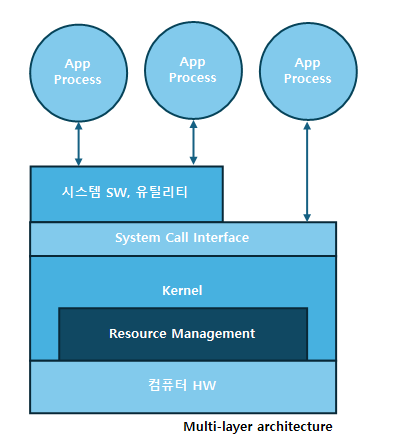 App
Process
App
Process
App
Process
시스템 SW, 유틸리티
System Call Interface
Kernel
Resource Management
컴퓨터 HW
Multi-layer architecture